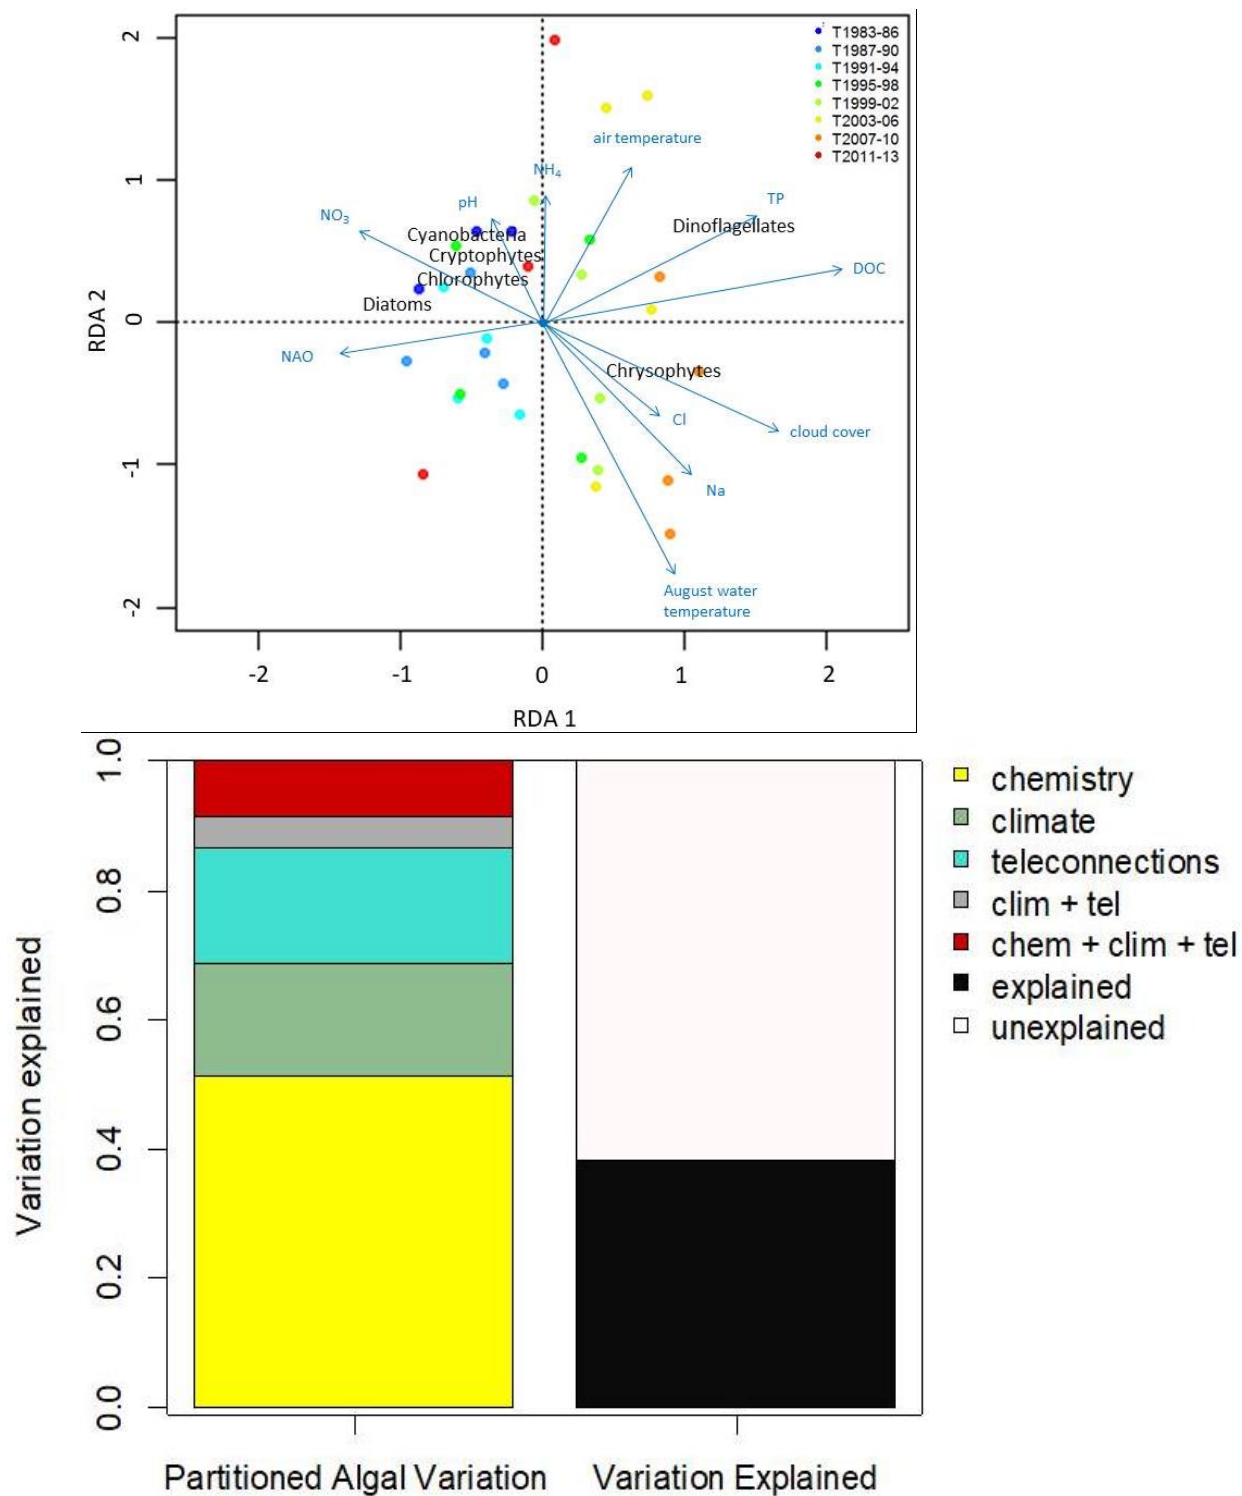 T1983-86
T1987-90
T1991-94
T1995-98
T1999-02
T2003-06
T2007-10
T2011-13
2
1
0
-1
-2
RDA 2
air temperature
NH4
pH
TP
NO3
Dinoflagellates
Cyanobacteria
Cryptophytes
DOC
Chlorophytes
Diatoms
NAO
Chrysophytes
Cl
cloud cover
Na
August water
temperature
-2
-1
0
1
2
RDA 1
1.0
0.8
0.6
0.4
0.2
0.0
Variation explained
chemistry
climate
teleconnections
clim + tel
chem + clim + tel
explained
unexplained
Partitioned Algal Variation
Variation Explained